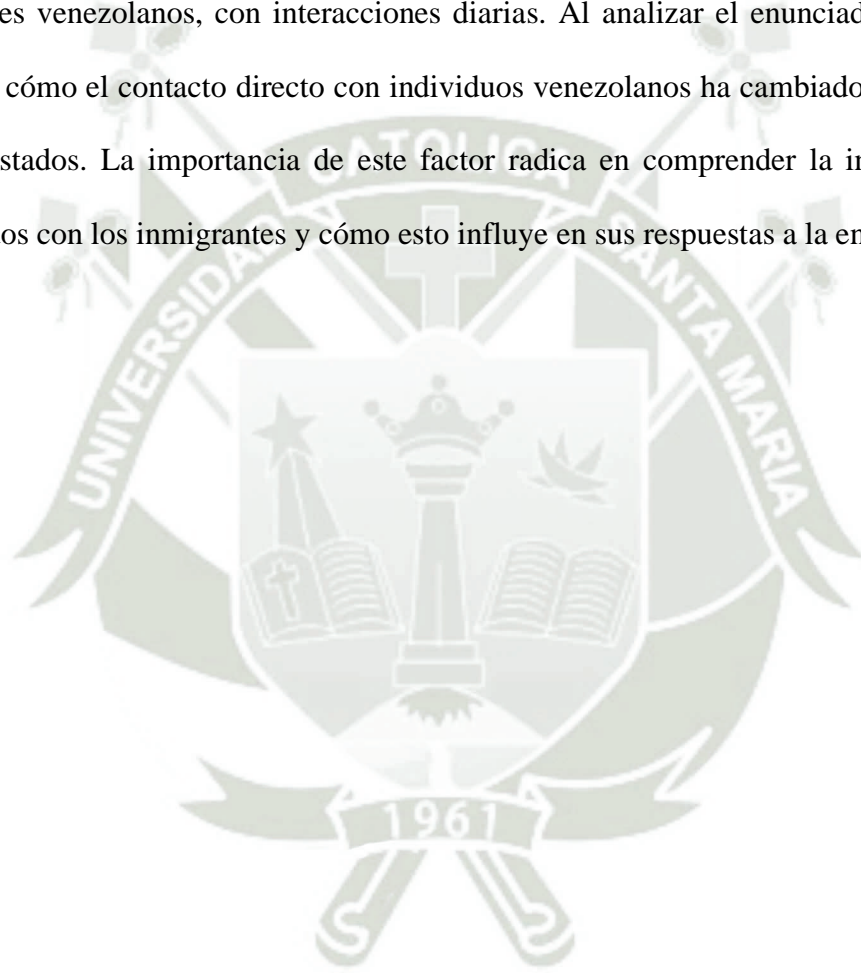 es venezolanos, con interacciones diarias. Al analizar el enunciad
cómo el contacto directo con individuos venezolanos ha cambiado
stados. La importancia de este factor radica en comprender la i
os con los inmigrantes y cómo esto influye en sus respuestas a la en
UNIVERSIDAD CATOLICA SANTA MARIA
1961